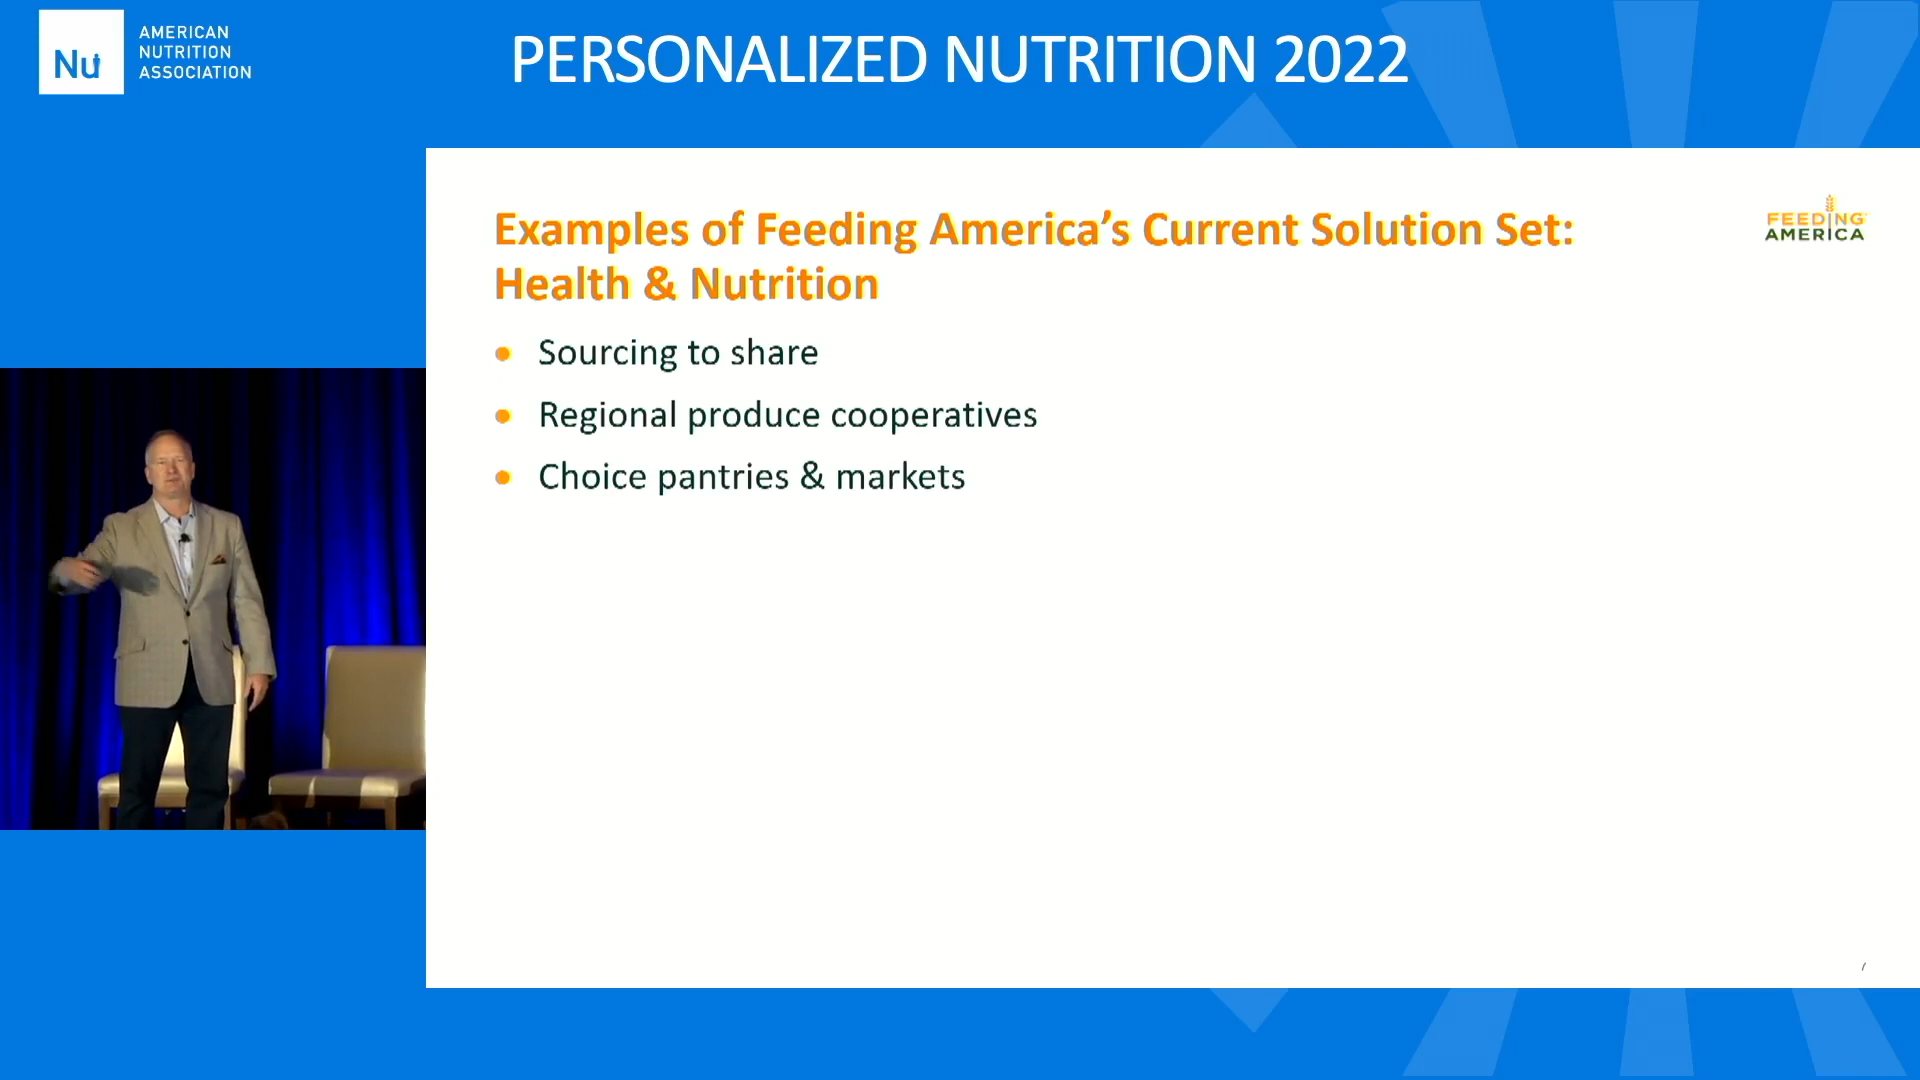 Nu
AMERICAN
NUTRITION
ASSOCIATION
PERSONALIZED NUTRITION 2022
Examples of Feeding America’s Current Solution Set:
Health & Nutrition
FEEDING
AMERICA
• Sourcing to share
• Regional produce cooperatives
• Choice pantries & markets
7